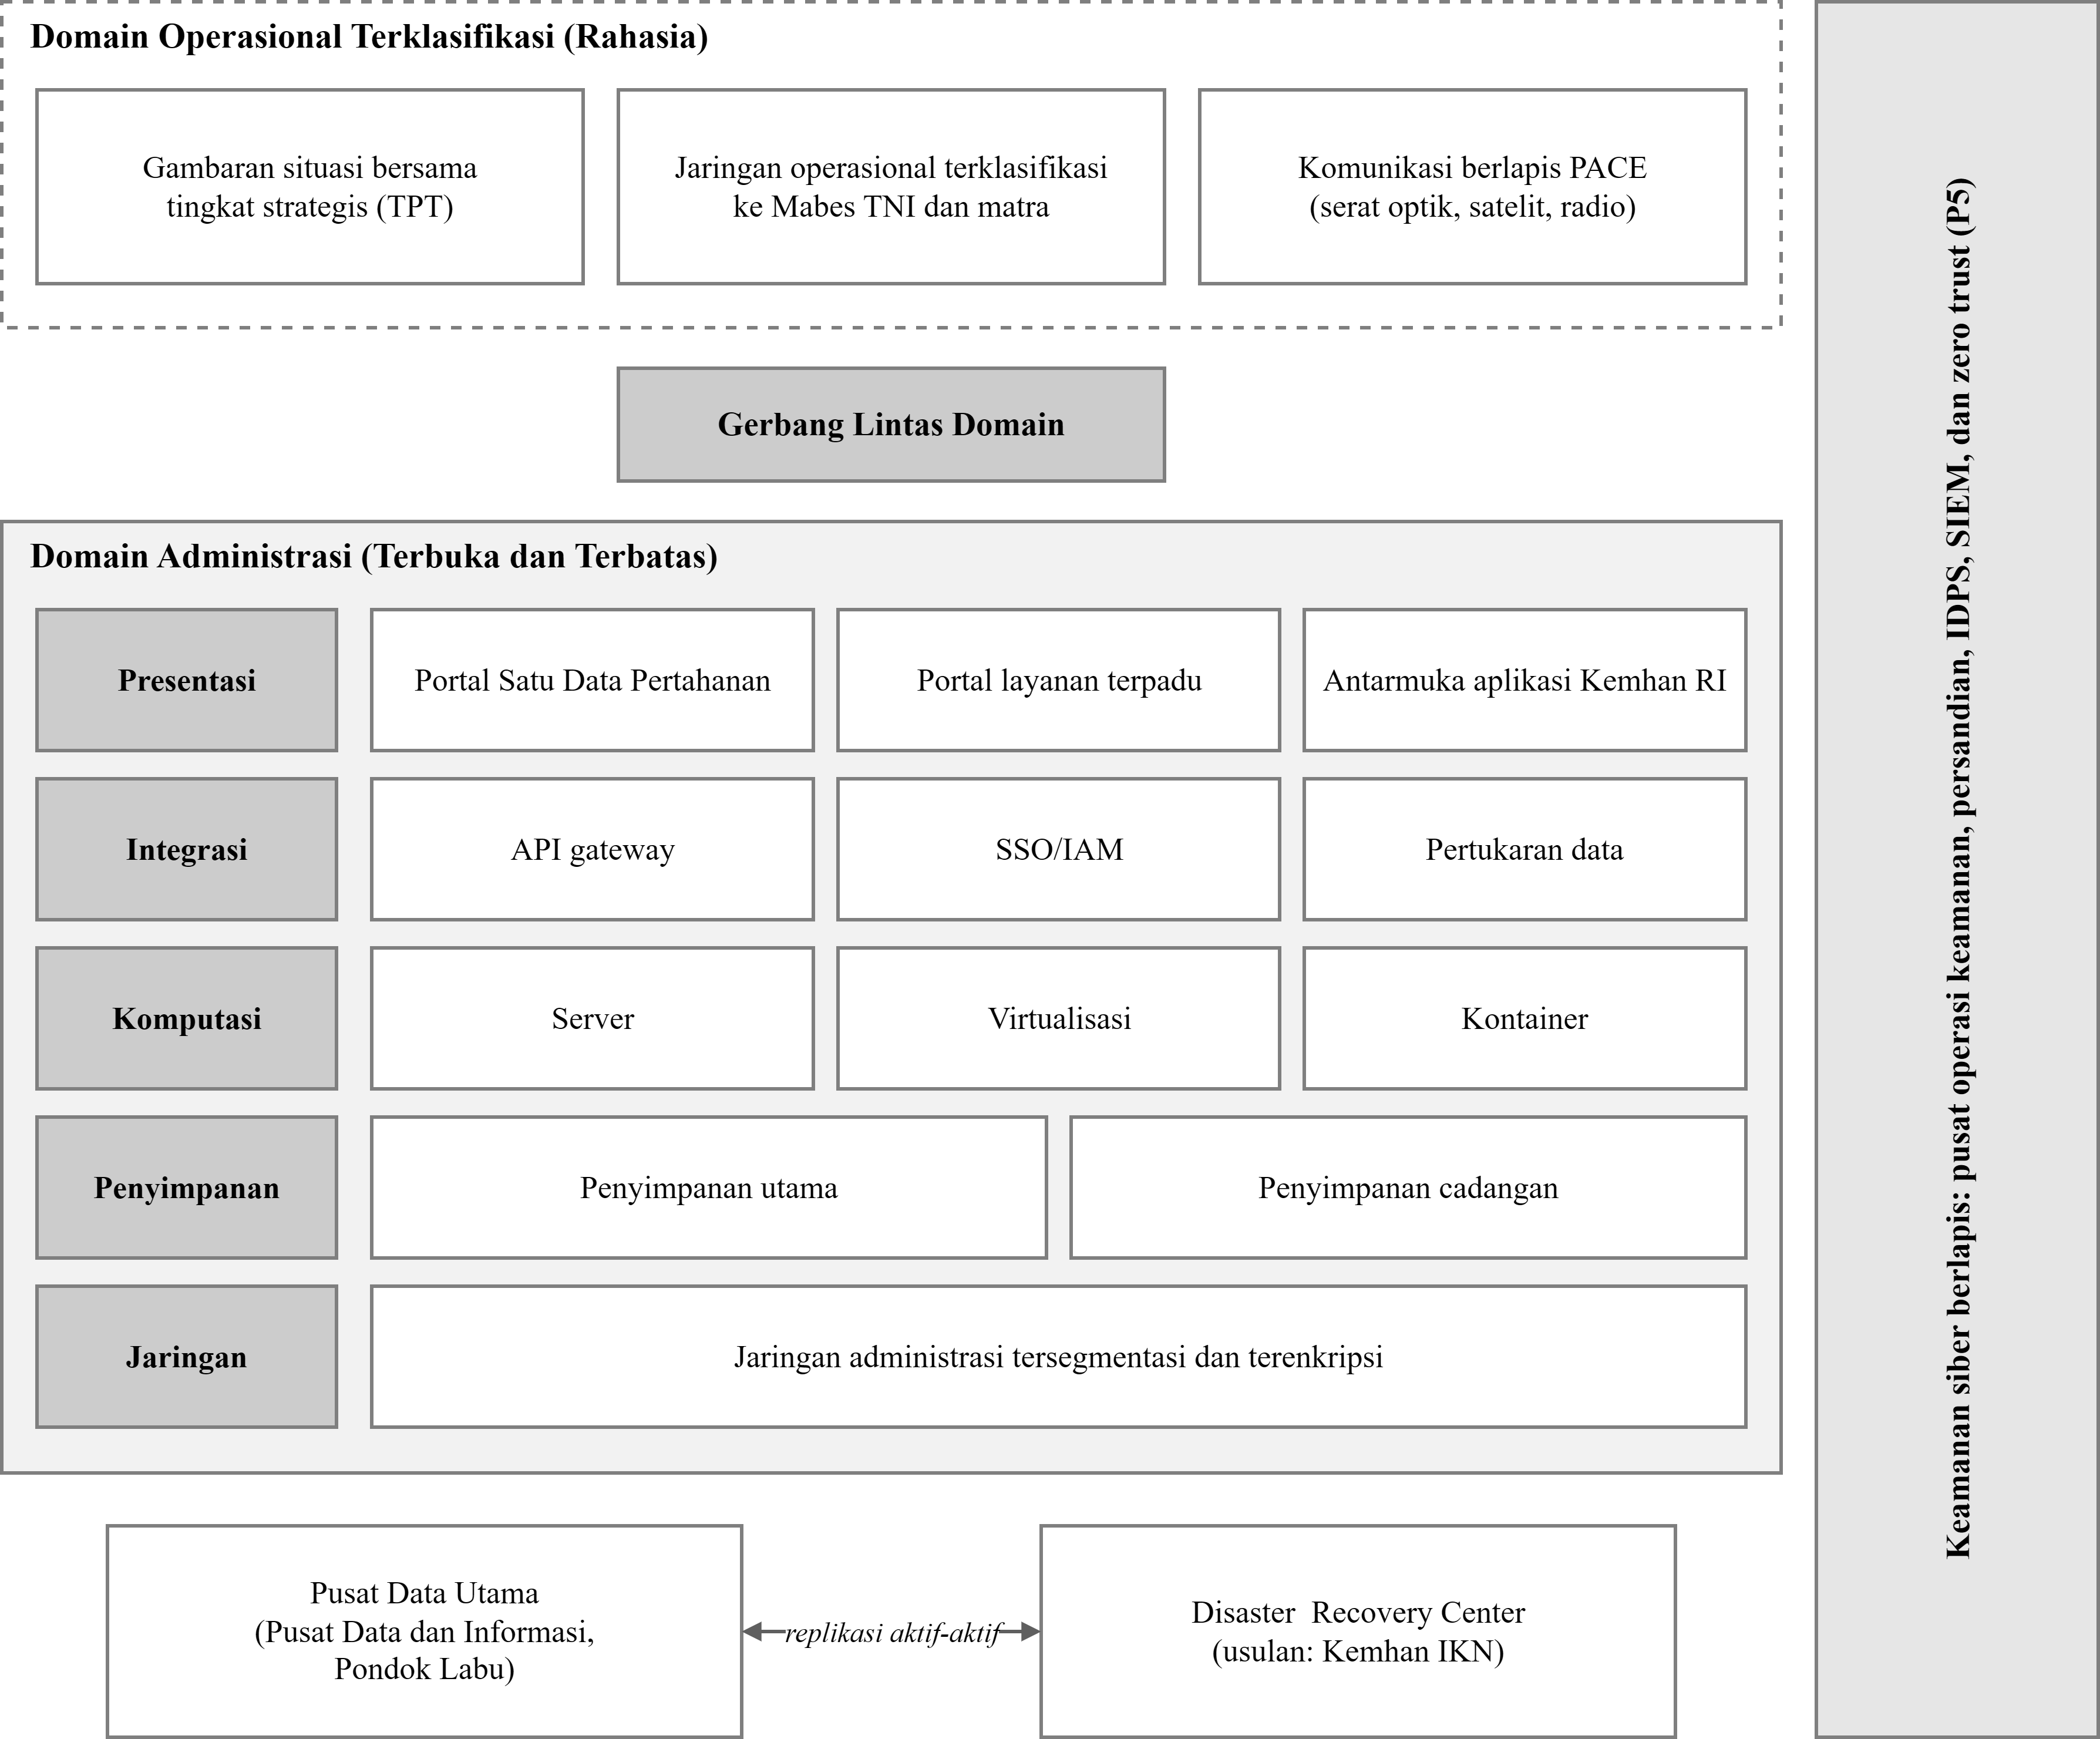 Domain Operasional Terklasifikasi (Rahasia)
Gambaran situasi bersama
tingkat strategis (TPT)
Jaringan operasional terklasifikasi
ke Mabes TNI dan matra
Komunikasi berlapis PACE
(serat optik, satelit, radio)
Gerbang Lintas Domain
Domain Administrasi (Terbuka dan Terbatas)
Presentasi
Portal Satu Data Pertahanan
Portal layanan terpadu
Antarmuka aplikasi Kemhan RI
Integrasi
API gateway
SSO/IAM
Pertukaran data
Komputasi
Server
Virtualisasi
Kontainer
Penyimpanan
Penyimpanan utama
Penyimpanan cadangan
Jaringan
Jaringan administrasi tersegmentasi dan terenkripsi
Pusat Data Utama
(Pusat Data dan Informasi,
Pondok Labu)
replikasi aktif-aktif
Disaster  Recovery Center
(usulan: Kemhan IKN)
Keamanan siber berlapis: pusat operasi keamanan, persandian, IDPS, SIEM, dan zero trust (P5)